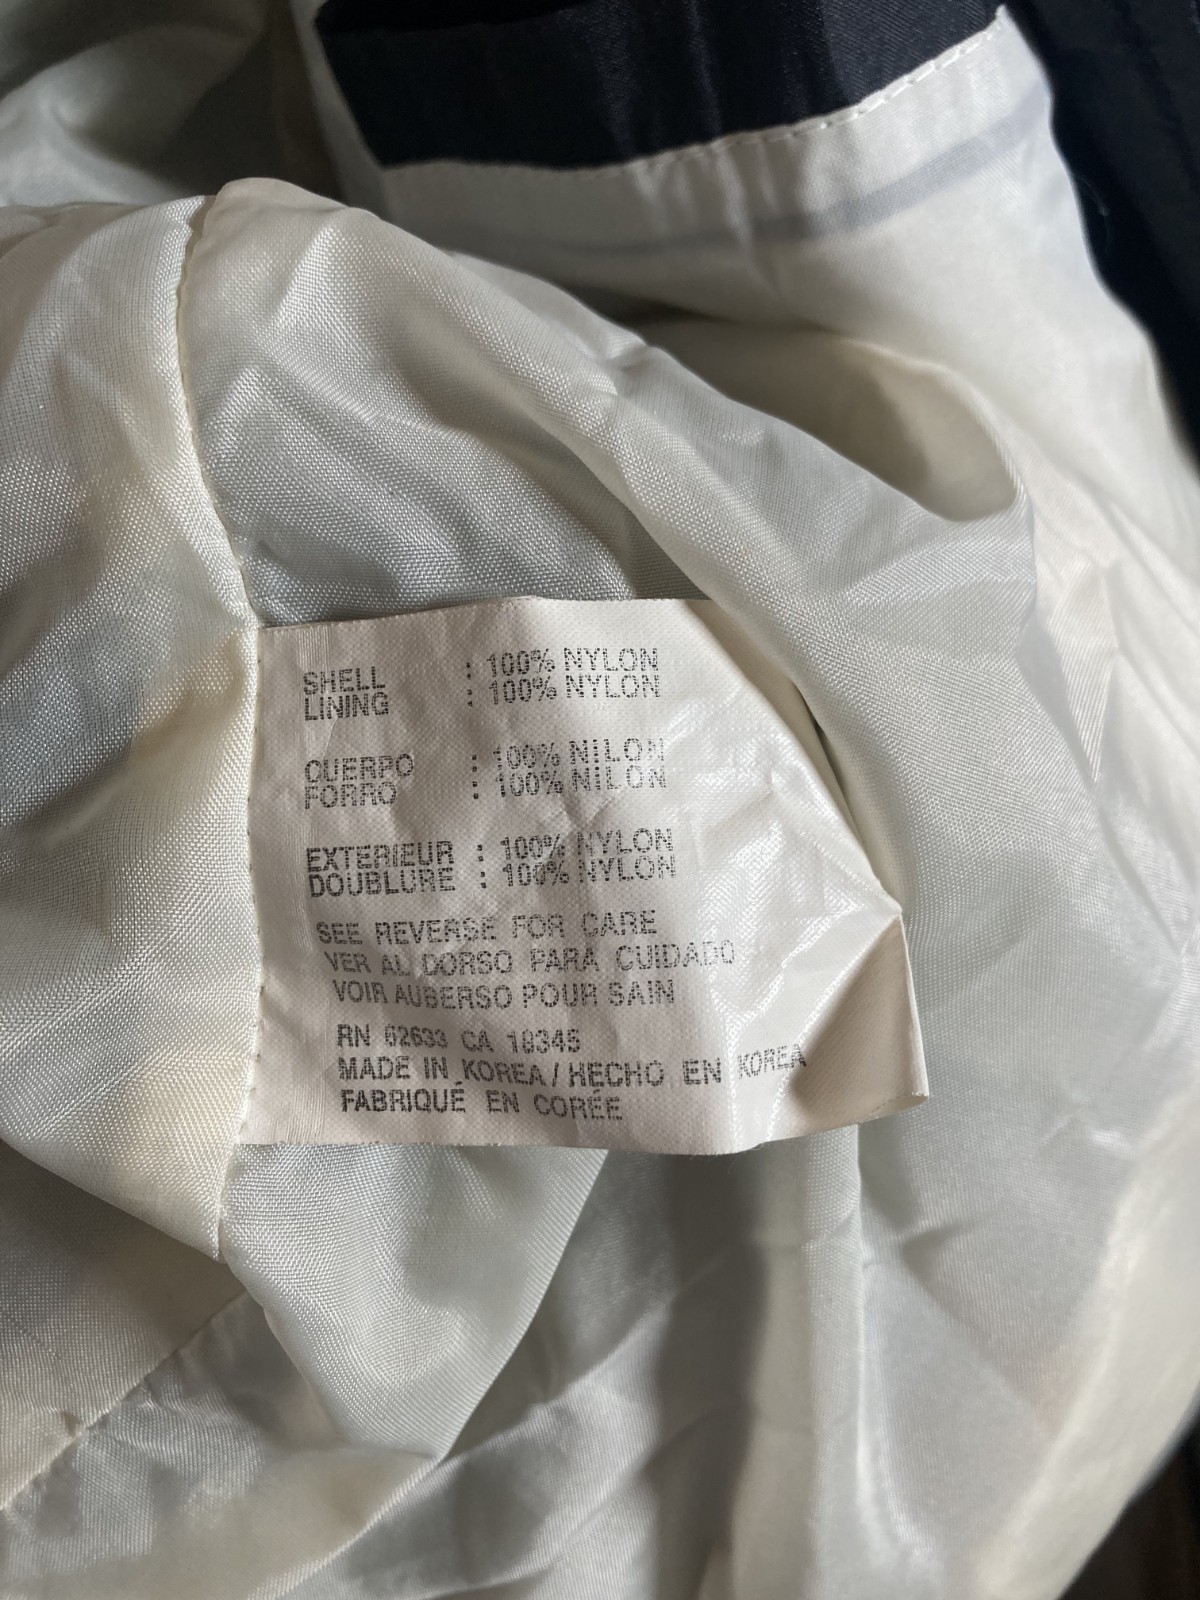 SHELL : 100% NYLON
LINING : 100% NYLON
CUERPO : 100% NILON
FORRO : 100% NILON
EXTERIEUR : 100% NYLON
DOUBLURE : 100% NYLON
SEE REVERSE FOR CARE
VER AL DORSO PARA CUIDADO
VOIR AUBERSO POUR SAIN
RN 62633 CA 18345
MADE IN KOREA / HECHO EN KOREA
FABRIQUÉ EN CORÉE